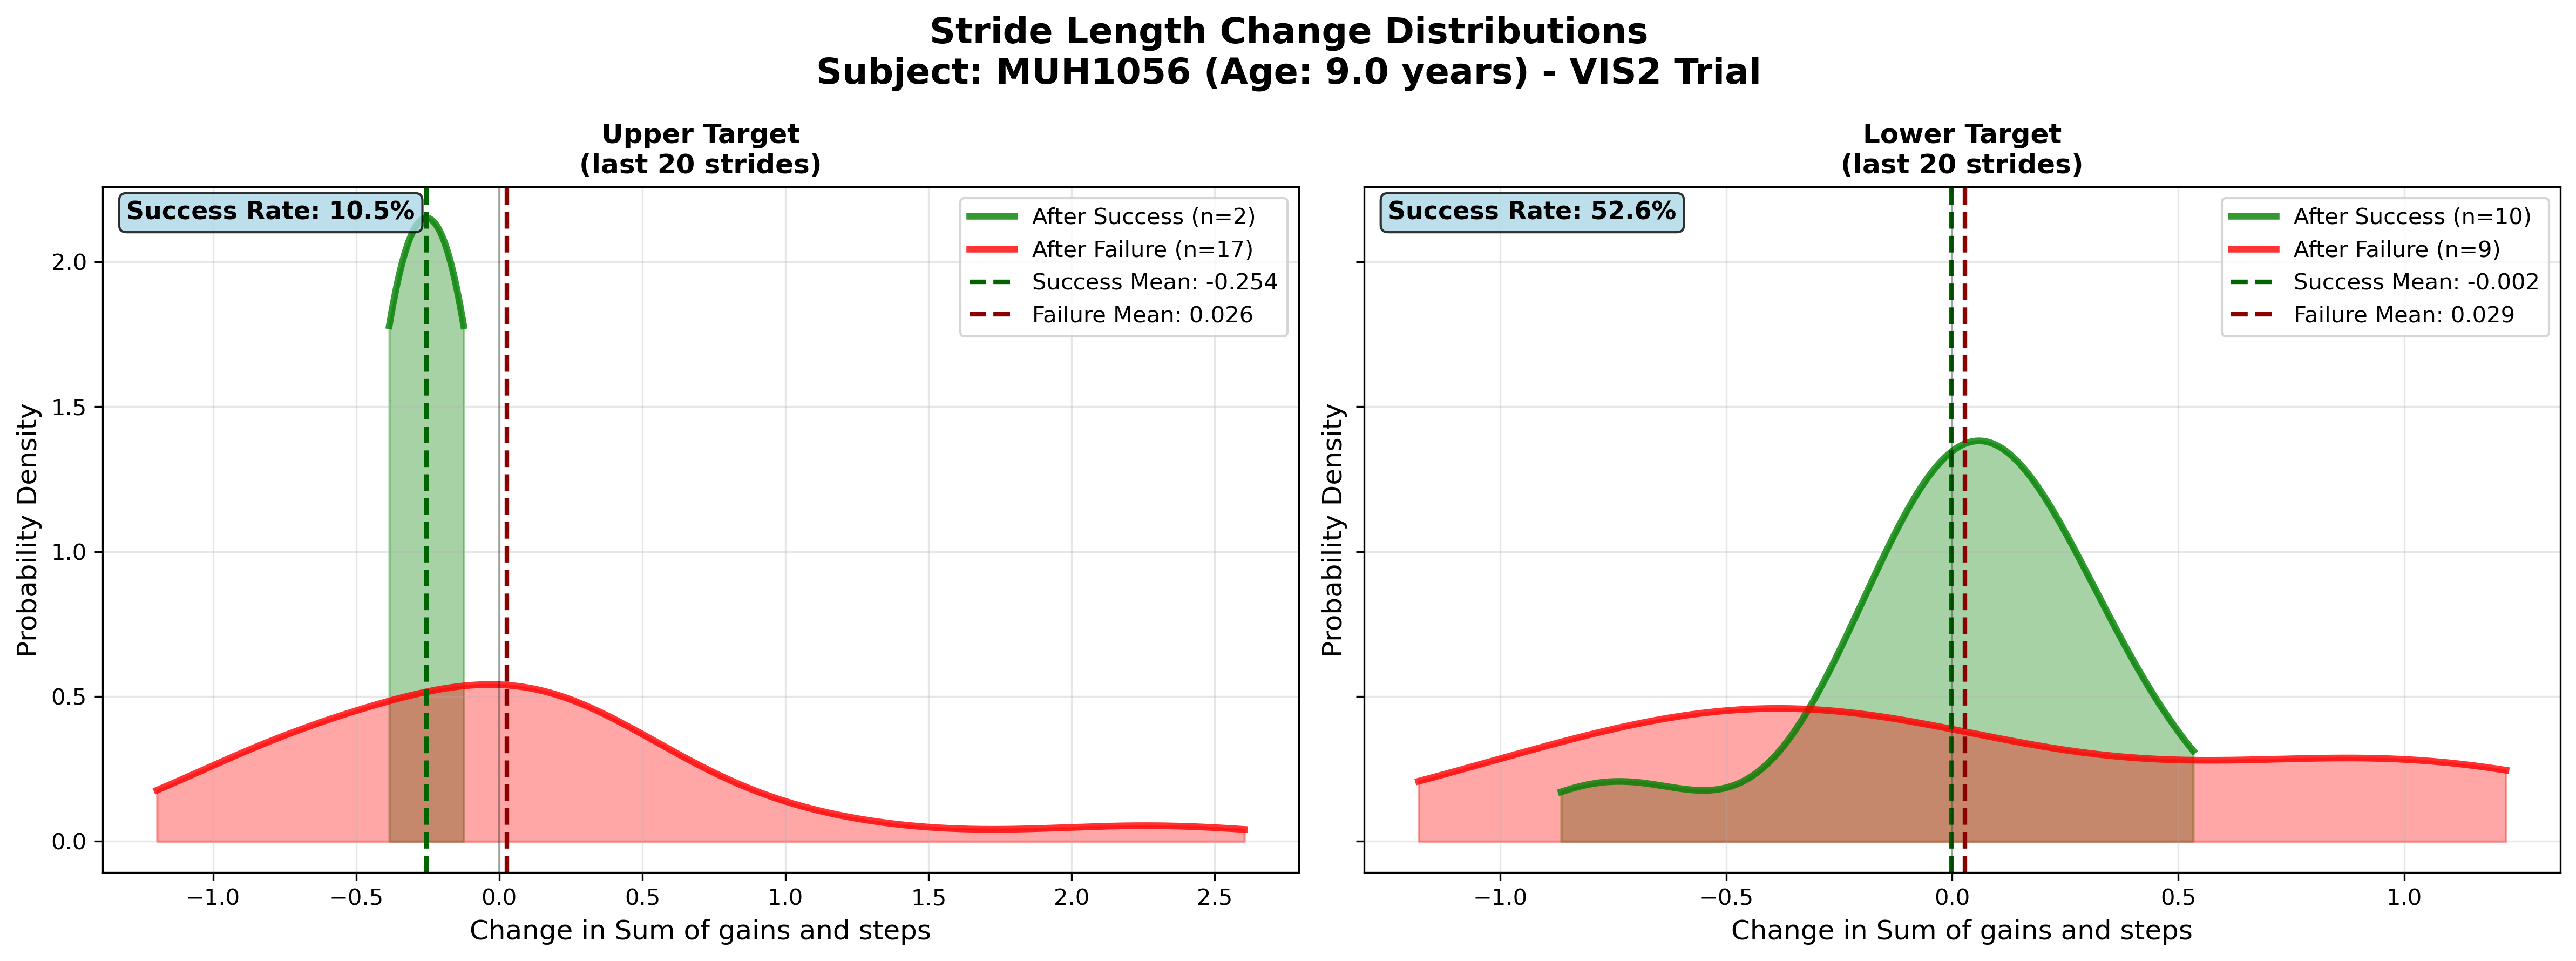 Stride Length Change Distributions
Subject: MUH1056 (Age: 9.0 years) - VIS2 Trial
Upper Target
(last 20 strides)
Success Rate: 10.5%
After Success (n=2)
After Failure (n=17)
Success Mean: -0.254
Failure Mean: 0.026
Probability Density
2.0
1.5
1.0
0.5
0.0
−1.0 −0.5 0.0 0.5 1.0 1.5 2.0 2.5
Change in Sum of gains and steps
Lower Target
(last 20 strides)
Success Rate: 52.6%
After Success (n=10)
After Failure (n=9)
Success Mean: -0.002
Failure Mean: 0.029
Probability Density
−1.0 −0.5 0.0 0.5 1.0
Change in Sum of gains and steps